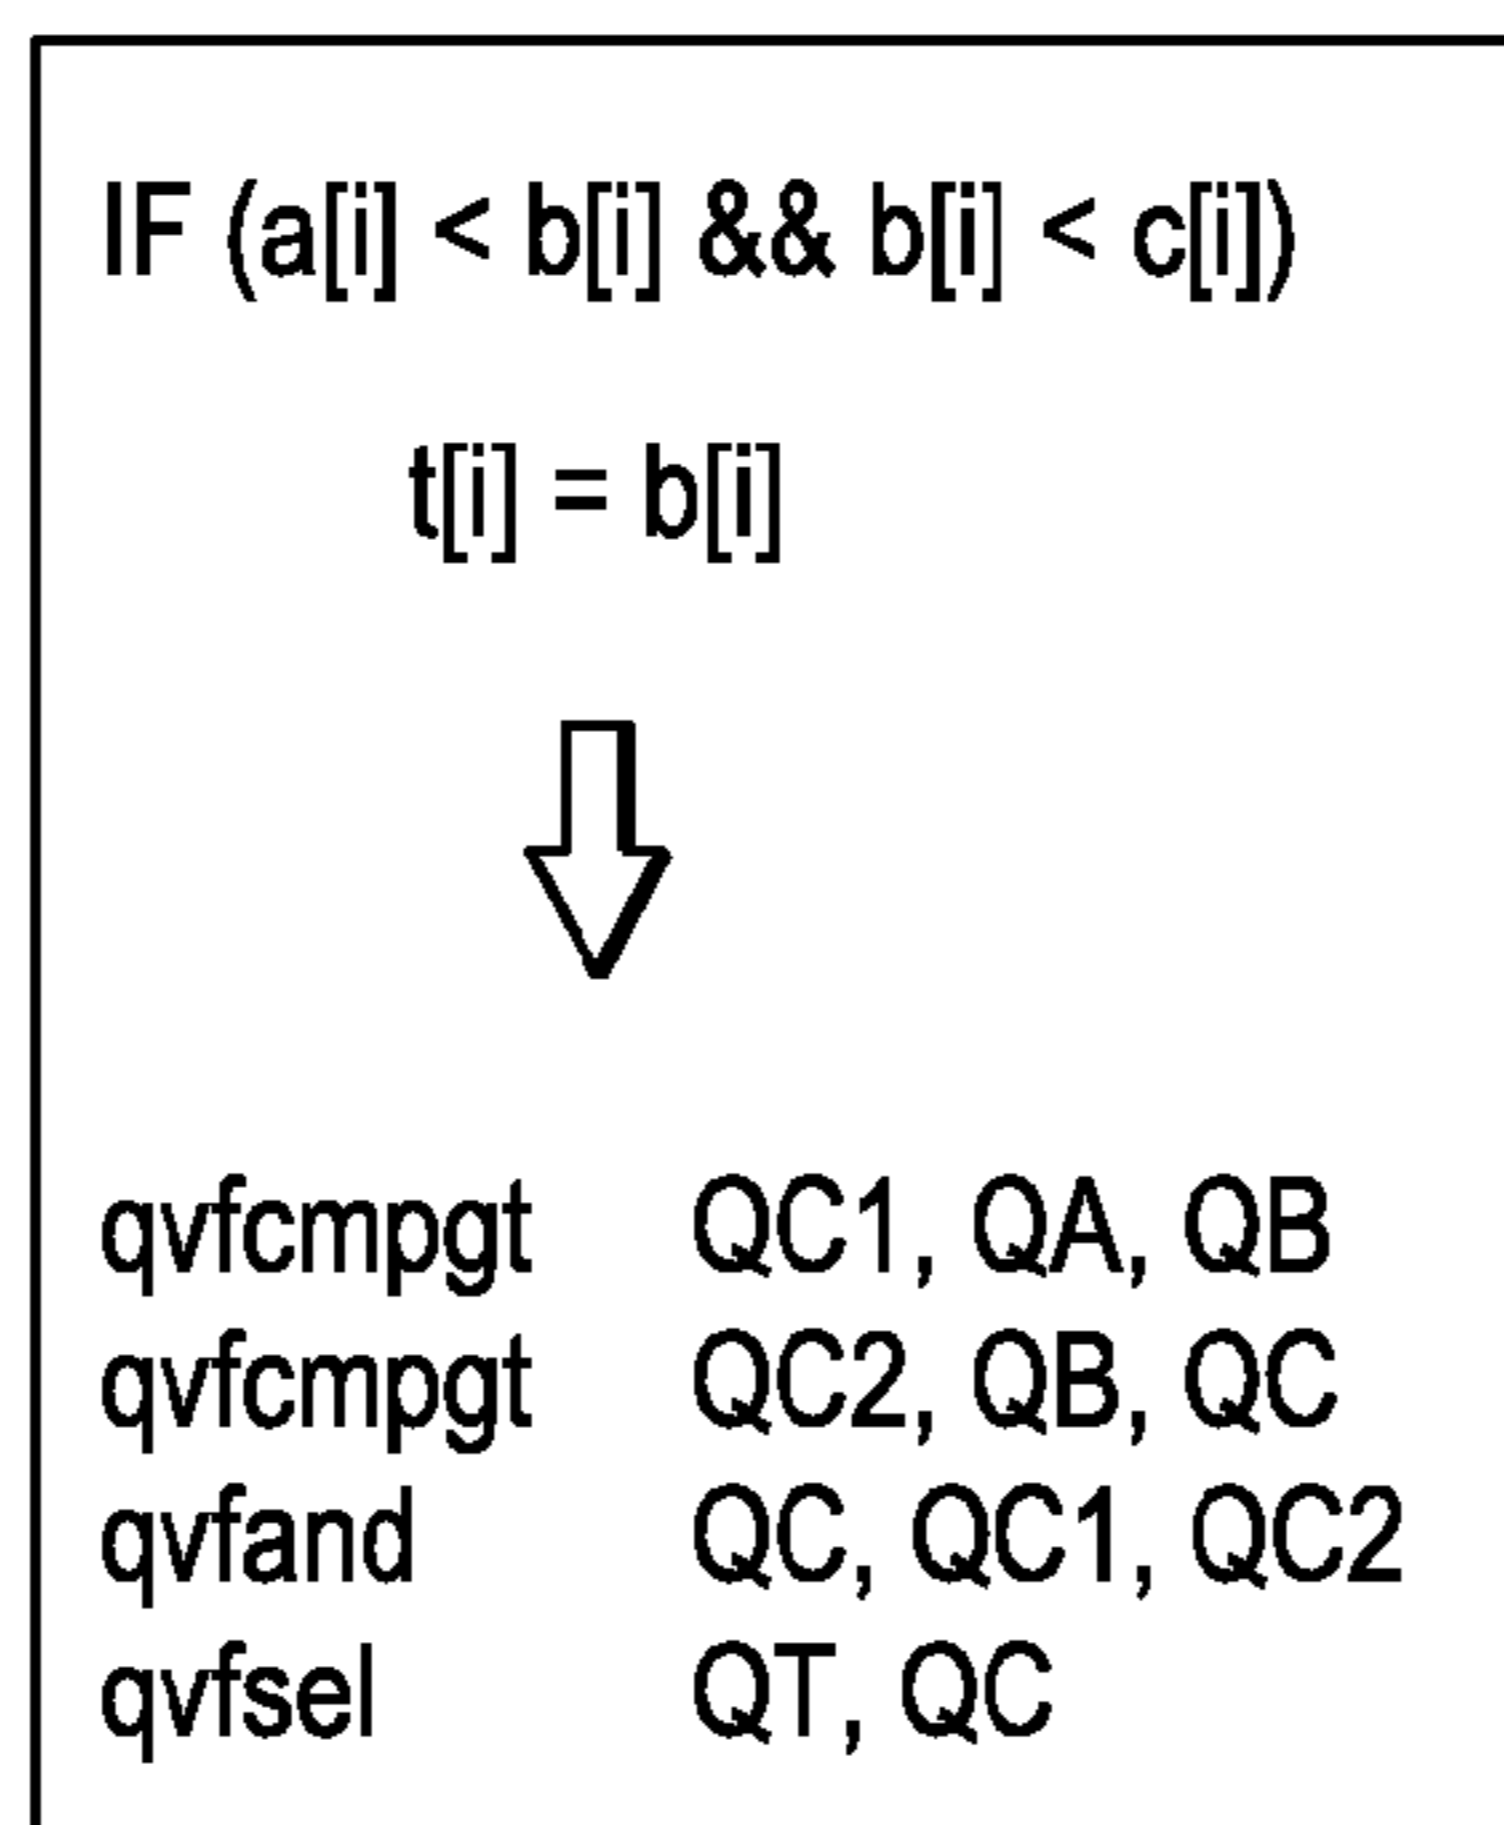 IF (a[i] < b[i] && b[i] < c[i])
t[i] = b[i]
qvfcmpgt QC1, QA, QB
qvfcmpgt QC2, QB, QC
qvfand QC, QC1, QC2
qvfsel QT, QC